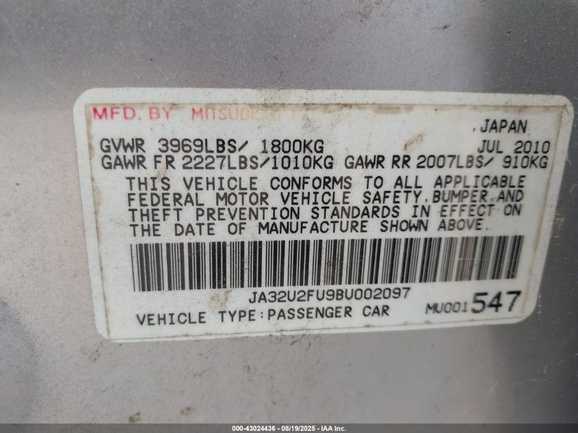 MFD. BY MITSUBI
, JAPAN
GVWR 3969LBS/ 1800KG JUL 2010
GAWR FR 2227LBS/1010KG GAWR RR 2007LBS/ 910KG
THIS VEHICLE CONFORMS TO ALL APPLICABLE
FEDERAL MOTOR VEHICLE SAFETY,BUMPER,AND
THEFT PREVENTION STANDARDS IN EFFECT ON
THE DATE OF MANUFACTURE SHOWN ABOVE.
JA32U2FU9BU002097
VEHICLE TYPE:PASSENGER CAR MU001547
000-43024436 - 08/19/2025 - IAA Inc.